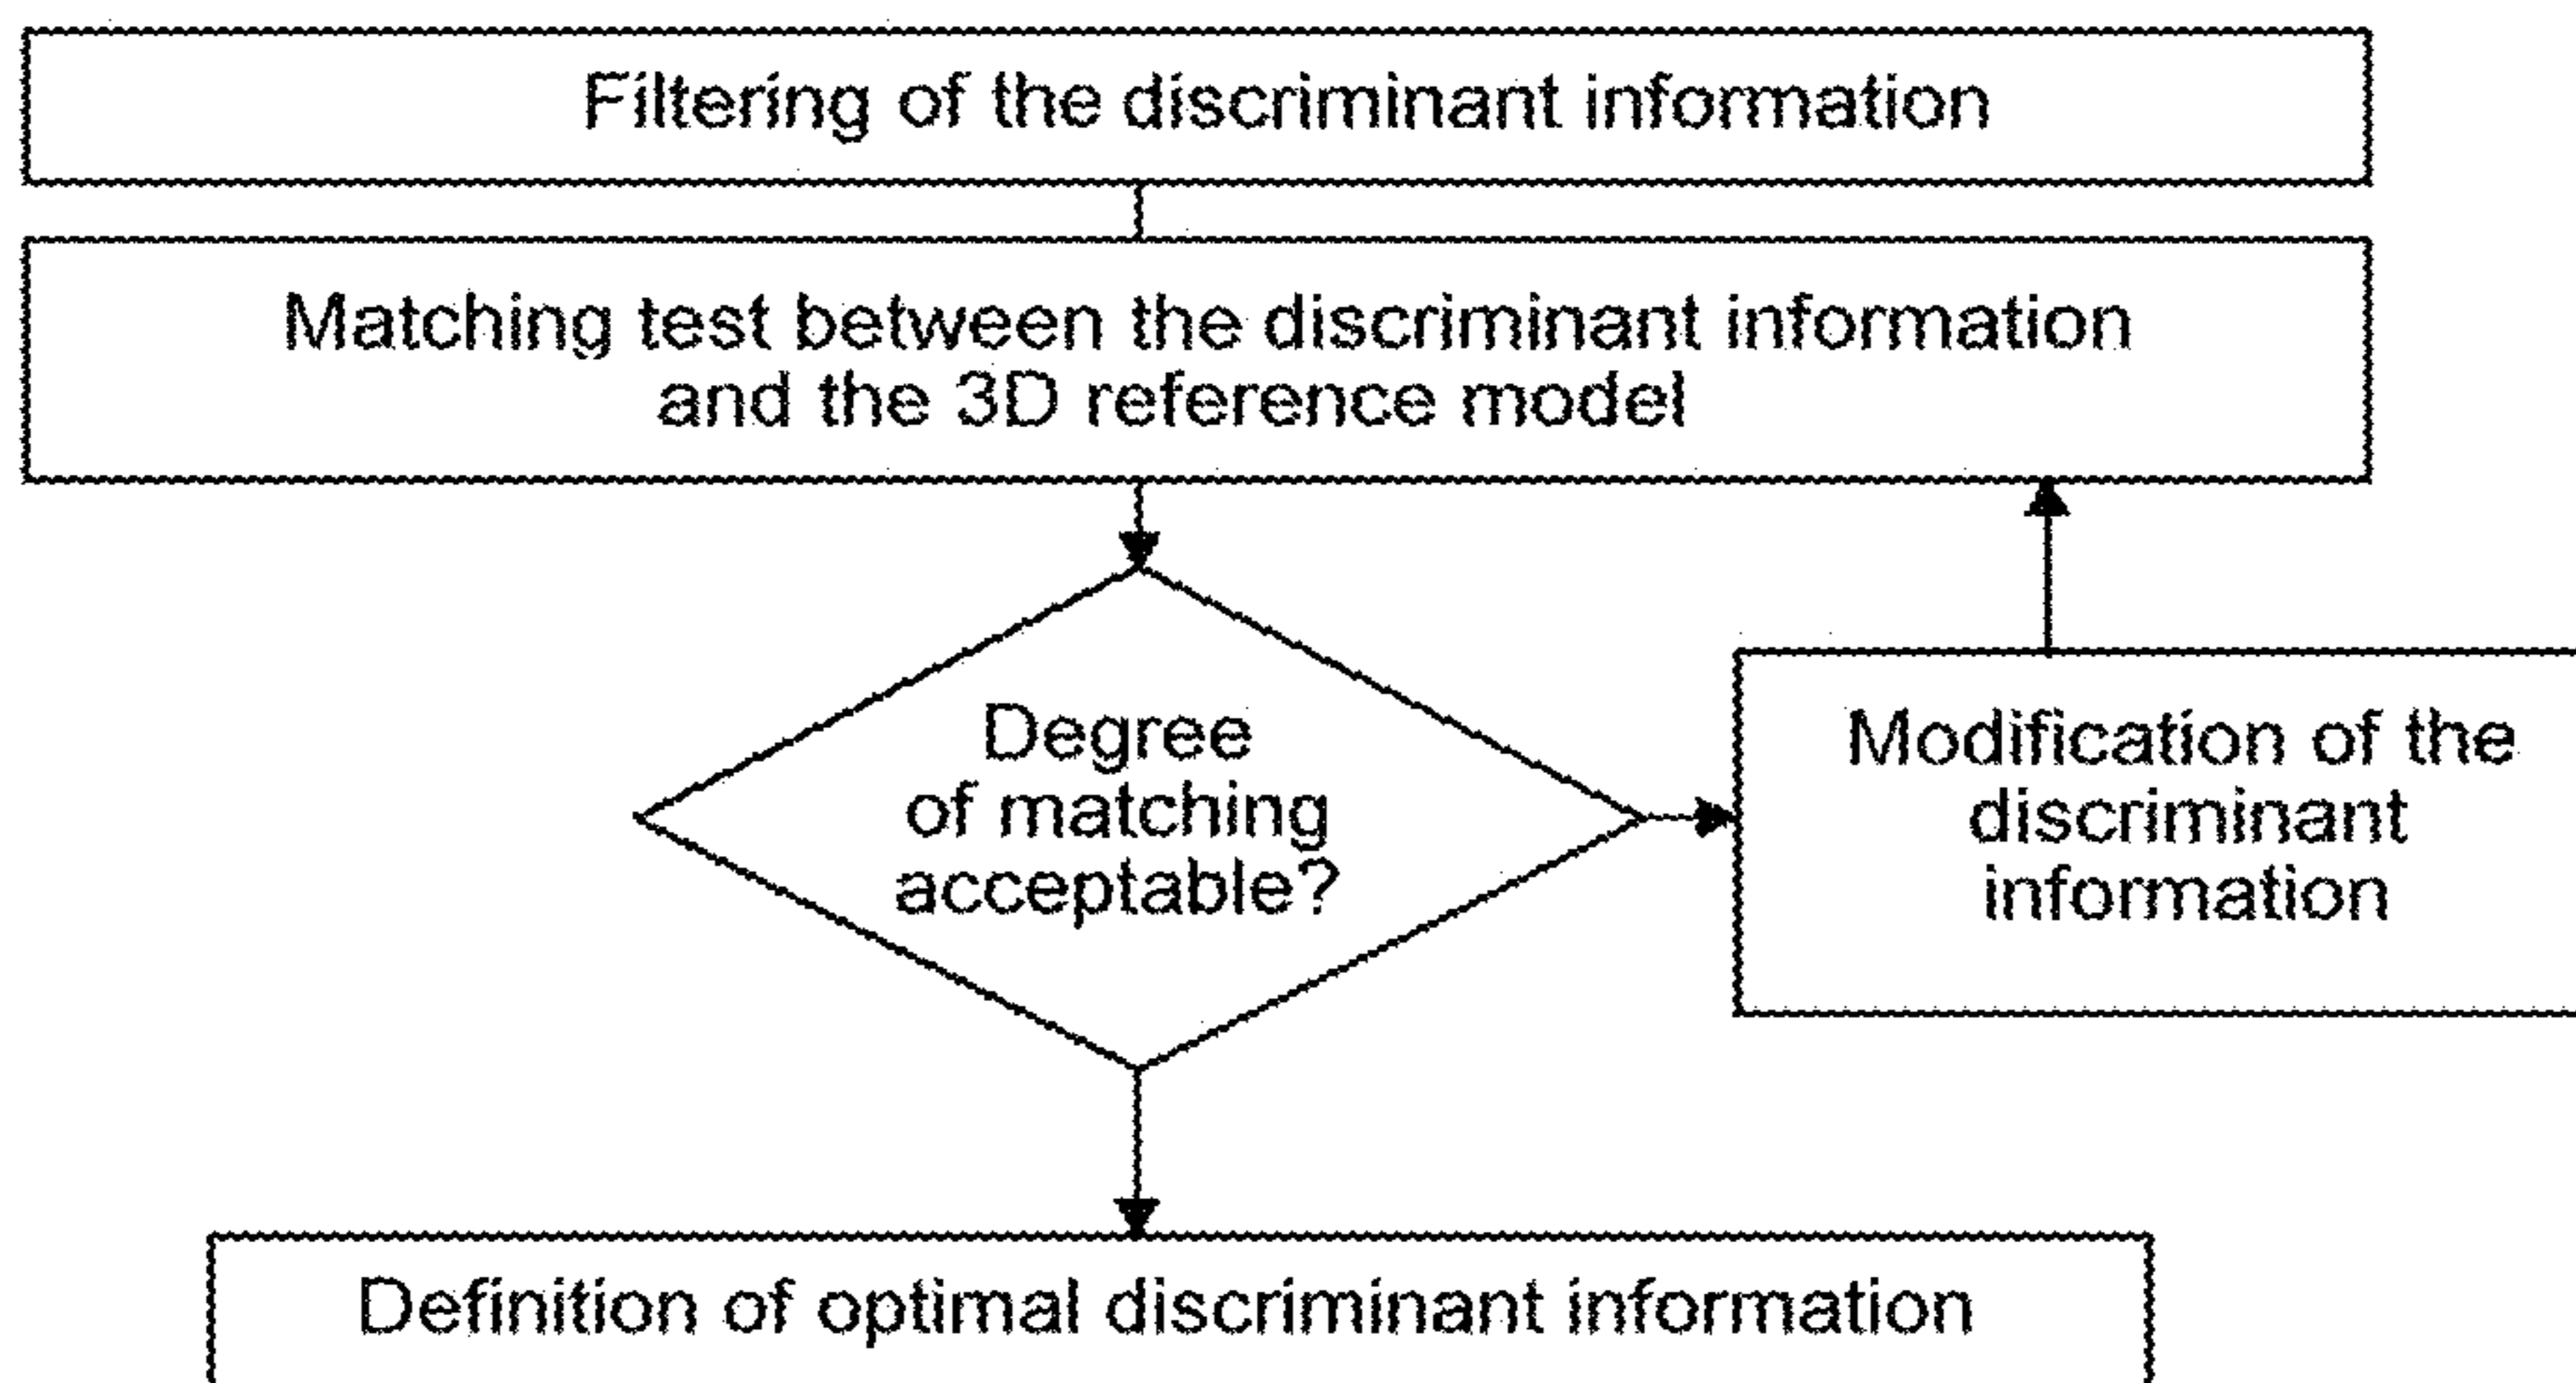 Filtering of the discriminant information
Matching test between the discriminant information
and the 3D reference model
Degree
of matching
acceptable?
Modification of the
discriminant
information
Definition of optimal discriminant information